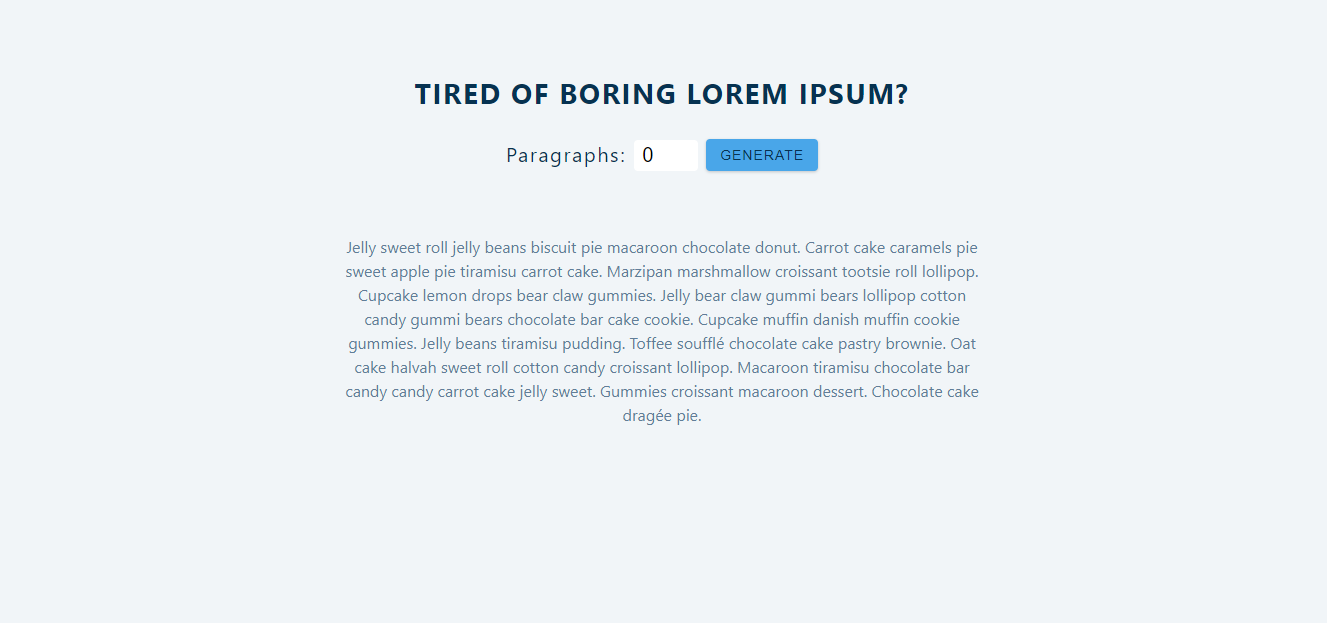 TIRED OF BORING LOREM IPSUM?
Paragraphs: 0 GENERATE
Jelly sweet roll jelly beans biscuit pie macaroon chocolate donut. Carrot cake caramels pie
sweet apple pie tiramisu carrot cake. Marzipan marshmallow croissant tootsie roll lollipop.
Cupcake lemon drops bear claw gummies. Jelly bear claw gummi bears lollipop cotton
candy gummi bears chocolate bar cake cookie. Cupcake muffin danish muffin cookie
gummies. Jelly beans tiramisu pudding. Toffee soufflé chocolate cake pastry brownie. Oat
cake halvah sweet roll cotton candy croissant lollipop. Macaroon tiramisu chocolate bar
candy candy carrot cake jelly sweet. Gummies croissant macaroon dessert. Chocolate cake
dragée pie.